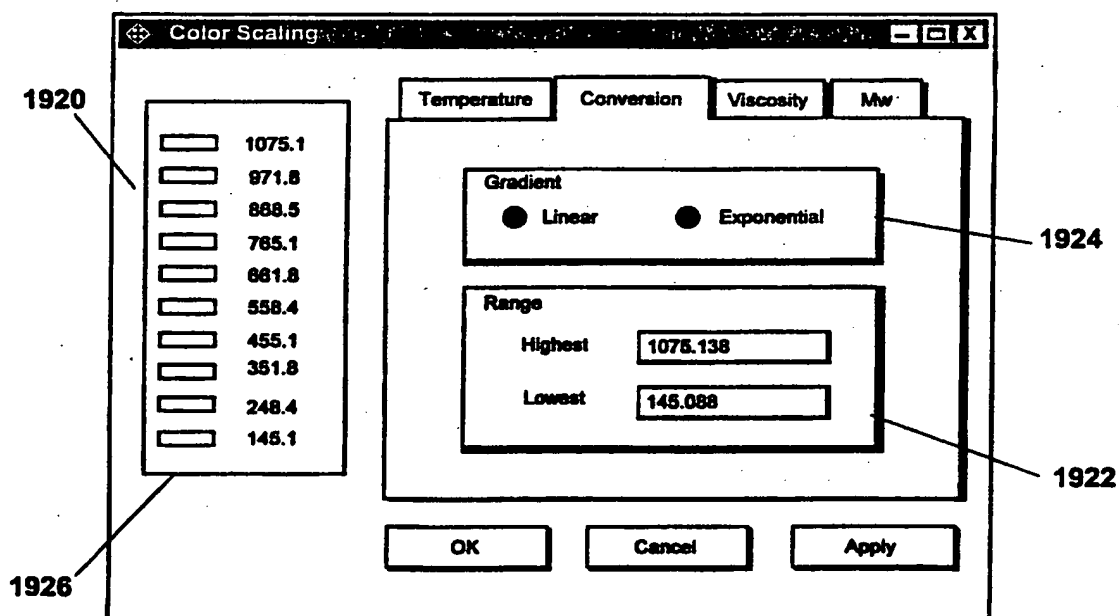 Color Scaling
1920
1075.1
971.8
868.5
765.1
661.8
558.4
455.1
351.8
248.4
145.1
1926
Temperature Conversion Viscosity Mw
Gradient
Linear Exponential
1924
Range
Highest 1075.138
Lowest 145.088
1922
OK Cancel Apply